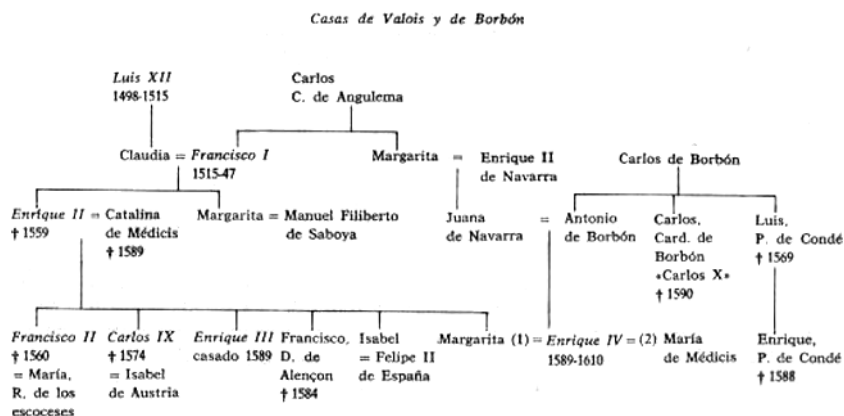 Casas de Valois y de Borbón
Luis XII
1498-1515
Carlos
C. de Angulema
Claudia = Francisco I
1515-47
Margarita = Enrique II
de Navarra
Carlos de Borbón
Enrique II = Catalina
† 1559
de Médicis
† 1589
Margarita = Manuel Filiberto
de Saboya
Juana
de Navarra
= Antonio
de Borbón
Carlos,
Card. de
Borbón
«Carlos X»
† 1590
Luis,
P. de Condé
† 1569
Francisco II
† 1560
= María,
R. de los
escoceses
Carlos IX
† 1574
= Isabel
de Austria
Enrique III
casado 1589
Francisco,
D. de
Alençon
† 1584
Isabel
= Felipe II
de España
Margarita (1) = Enrique IV = (2) María
1589-1610
de Médicis
Enrique,
P. de Condé
† 1588